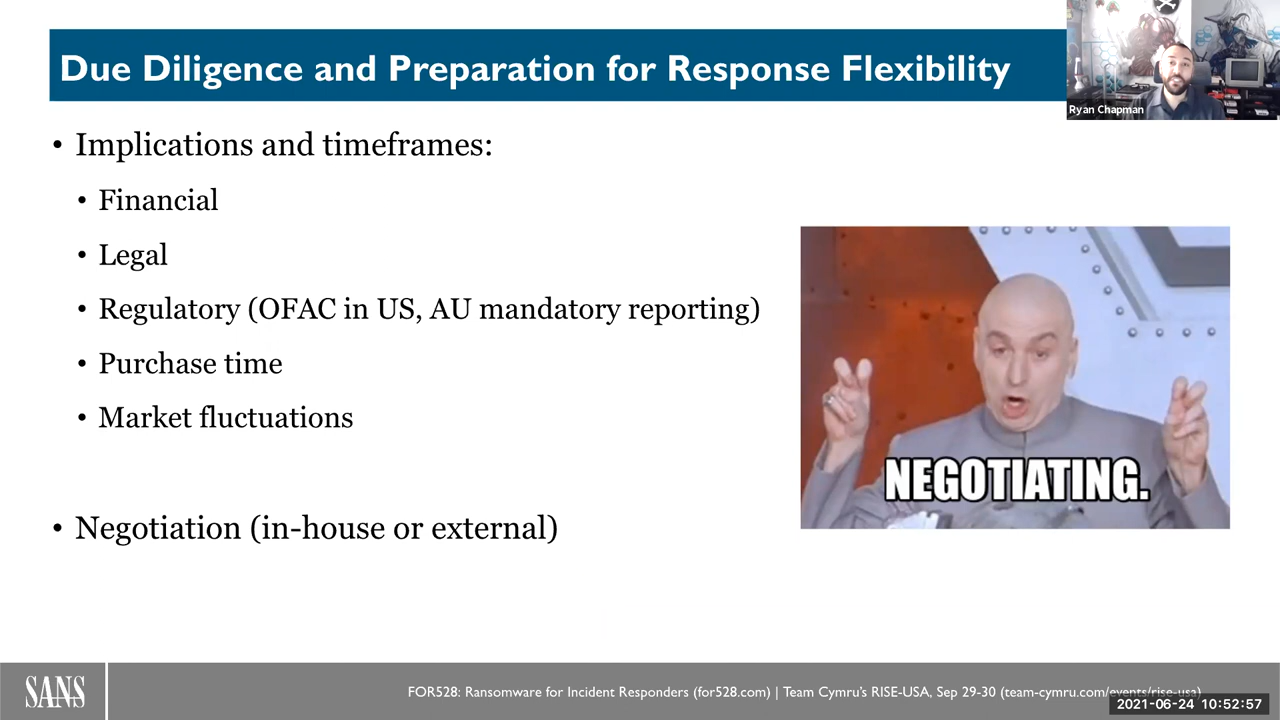 Due Diligence and Preparation for Response Flexibility
Ryan Chapman
• Implications and timeframes:
• Financial
• Legal
• Regulatory (OFAC in US, AU mandatory reporting)
• Purchase time
• Market fluctuations
NEGOTIATING.
• Negotiation (in-house or external)
SANS
FOR528: Ransomware for Incident Responders (for528.com) | Team Cymru's RISE-USA, Sep 29-30 (team-cymru.com/events/rise-usa)
2021-06-24 10:52:57